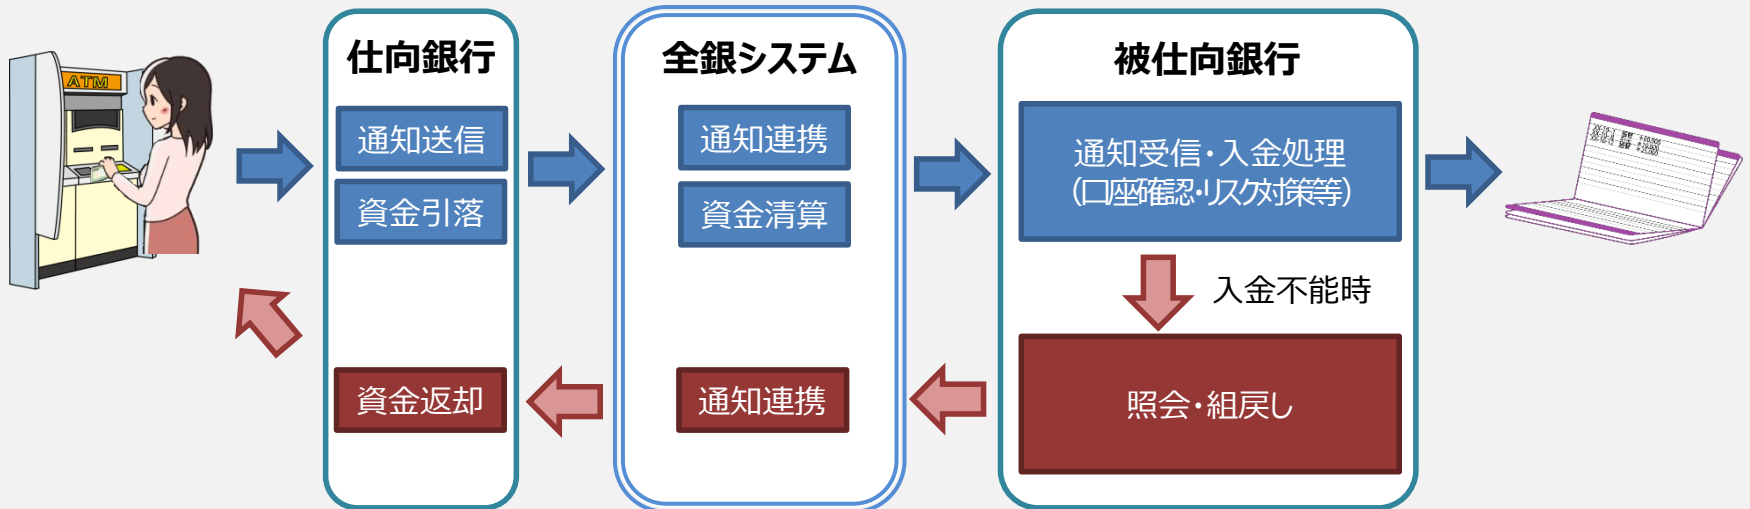 ATM
仕向銀行
通知送信
資金引落
資金返却
全銀システム
通知連携
資金清算
通知連携
被仕向銀行
通知受信・入金処理
（口座確認・リスク対策等）
入金不能時
照会・組戻し